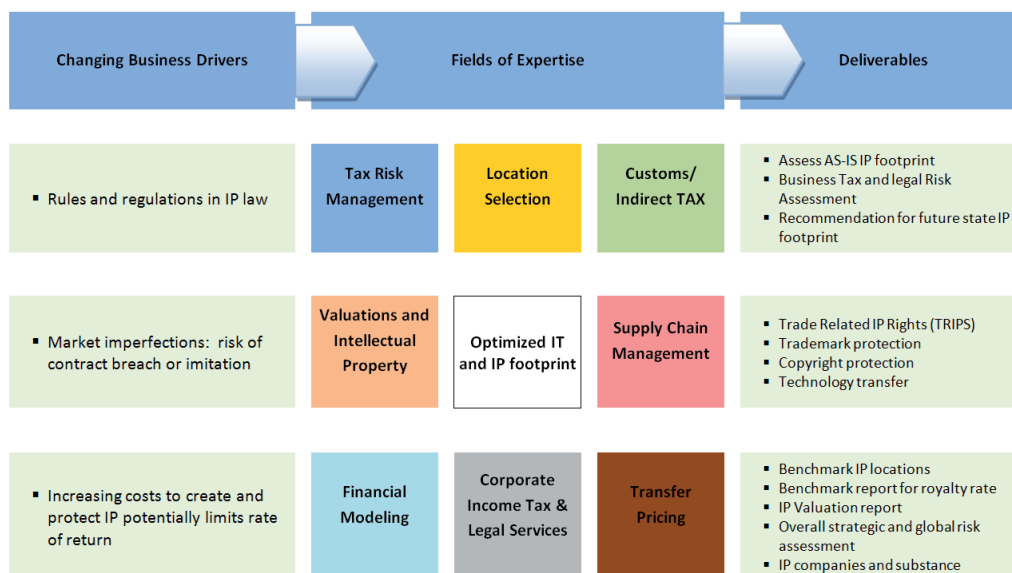 Changing Business Drivers
Fields of Expertise
Deliverables
▪ Rules and regulations in IP law
Tax Risk
Management
Location
Selection
Customs/
Indirect TAX
▪ Assess AS-IS IP footprint
▪ Business Tax and legal Risk
Assessment
▪ Recommendation for future state IP
footprint
▪ Market imperfections: risk of
contract breach or imitation
Valuations and
Intellectual
Property
Optimized IT
and IP footprint
Supply Chain
Management
▪ Trade Related IP Rights (TRIPS)
▪ Trademark protection
▪ Copyright protection
▪ Technology transfer
▪ Increasing costs to create and
protect IP potentially limits rate
of return
Financial
Modeling
Corporate
Income Tax &
Legal Services
Transfer
Pricing
▪ Benchmark IP locations
▪ Benchmark report for royalty rate
▪ IP Valuation report
▪ Overall strategic and global risk
assessment
▪ IP companies and substance